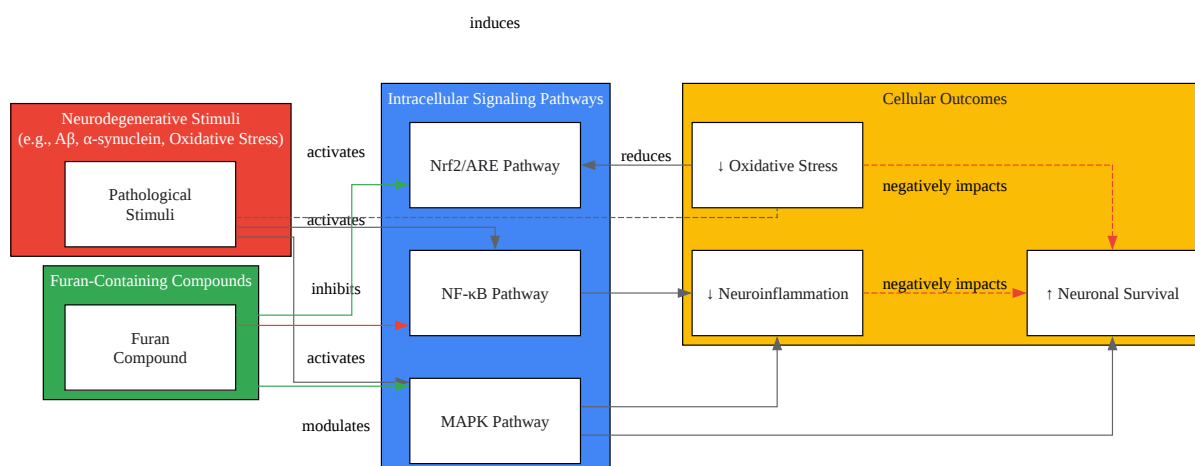 induces
Neurodegenerative Stimuli
(e.g., Aβ, α-synuclein, Oxidative Stress)
Pathological
Stimuli
Furan-Containing Compounds
Furan
Compound
activates
activates
inhibits
activates
modulates
Intracellular Signaling Pathways
Nrf2/ARE Pathway
NF-κB Pathway
MAPK Pathway
reduces
Cellular Outcomes
↓ Oxidative Stress
negatively impacts
↓ Neuroinflammation
negatively impacts
↑ Neuronal Survival